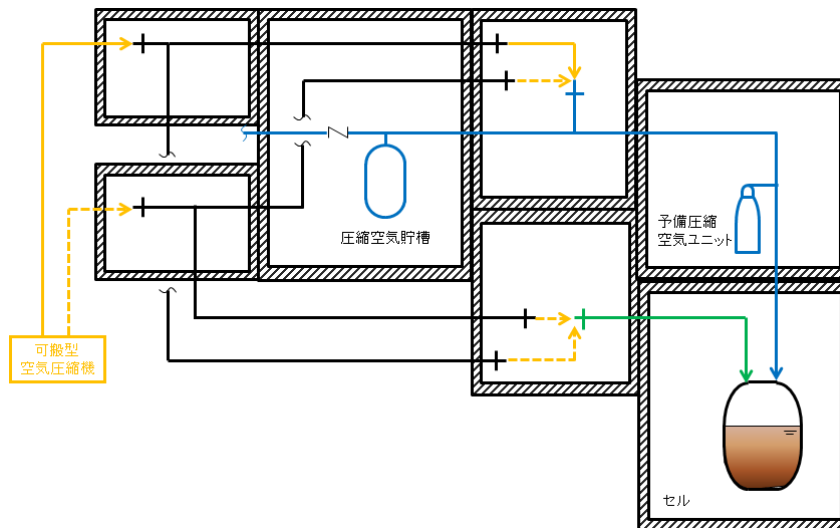 圧縮空気貯槽
予備圧縮
空気ユニット
可搬型
空気圧縮機
セル